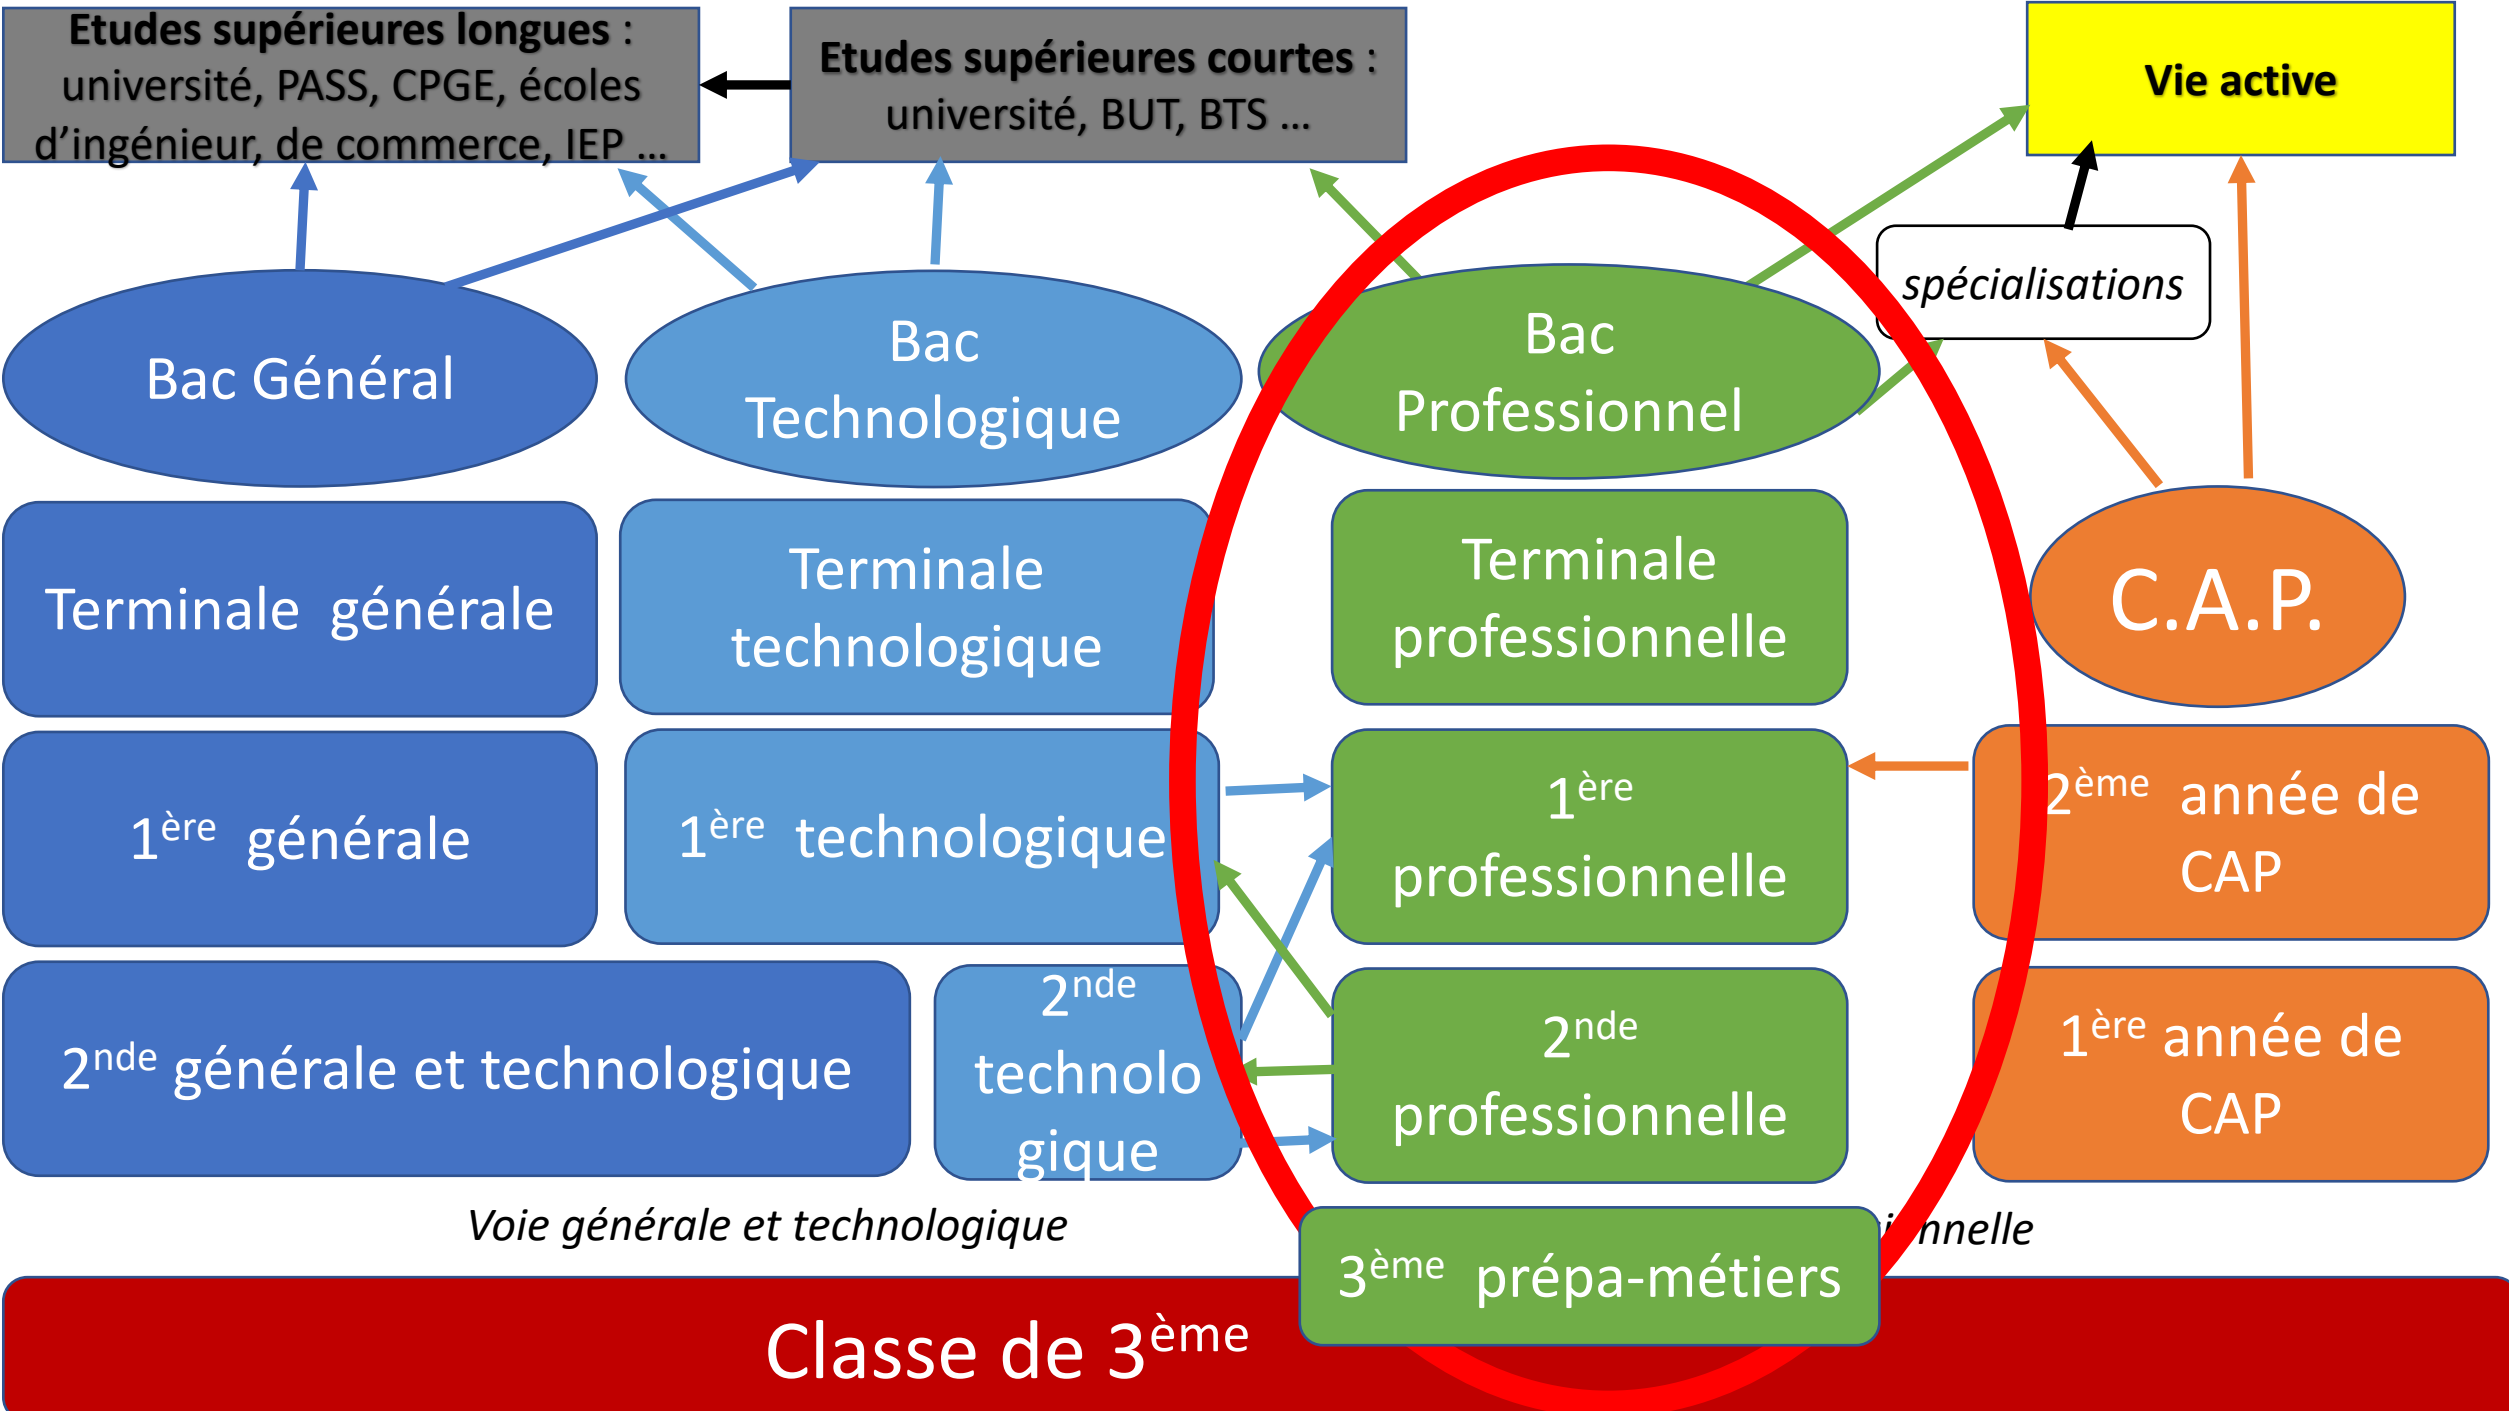 Etudes supérieures longues :
université, PASS, CPGE, écoles
d’ingénieur, de commerce, IEP ...
Etudes supérieures courtes :
université, BUT, BTS ...
Vie active
spécialisations
Bac Général
Bac
Technologique
Bac
Professionnel
C.A.P.
Terminale générale
Terminale
technologique
Terminale
professionnelle
1ère générale
1ère technologique
1ère
professionnelle
2ème année de
CAP
2nde générale et technologique
2nde
technolo
gique
2nde
professionnelle
1ère année de
CAP
Voie générale et technologique
3ème prépa-métiers
Classe de 3ème